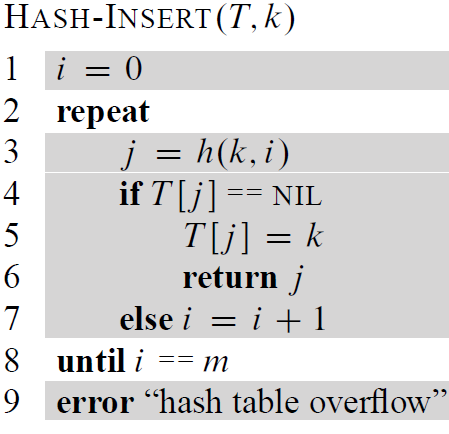 HASH-INSERT(T, k)
1 i = 0
2 repeat
3 j = h(k, i)
4 if T[j] == NIL
5 T[j] = k
6 return j
7 else i = i + 1
8 until i == m
9 error “hash table overflow”